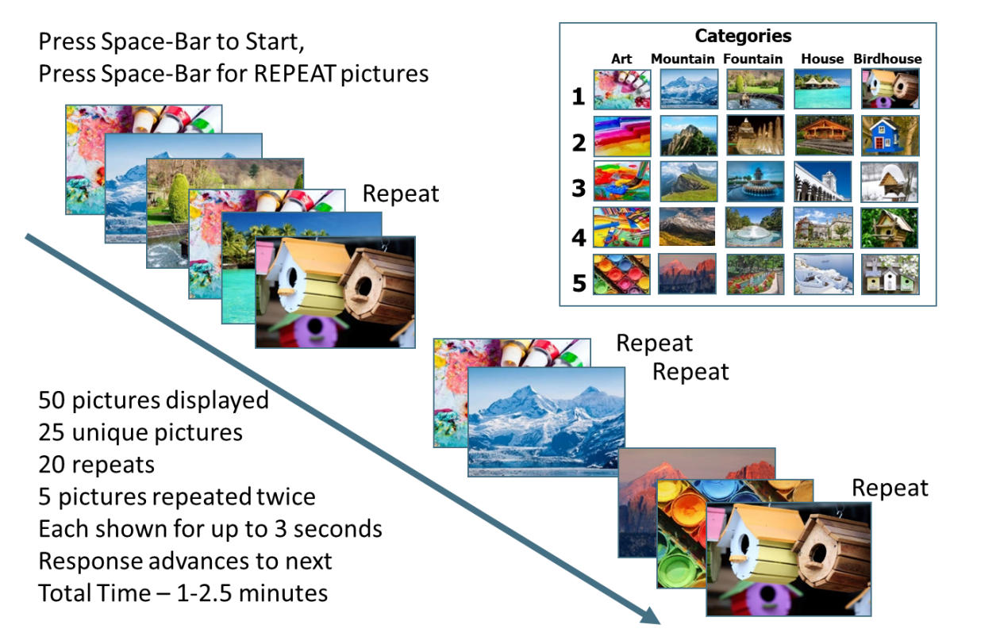 Press Space-Bar to Start,
Press Space-Bar for REPEAT pictures
Repeat
Categories
Art Mountain Fountain House Birdhouse
1
2
3
4
5
Repeat
Repeat
Repeat
50 pictures displayed
25 unique pictures
20 repeats
5 pictures repeated twice
Each shown for up to 3 seconds
Response advances to next
Total Time – 1-2.5 minutes